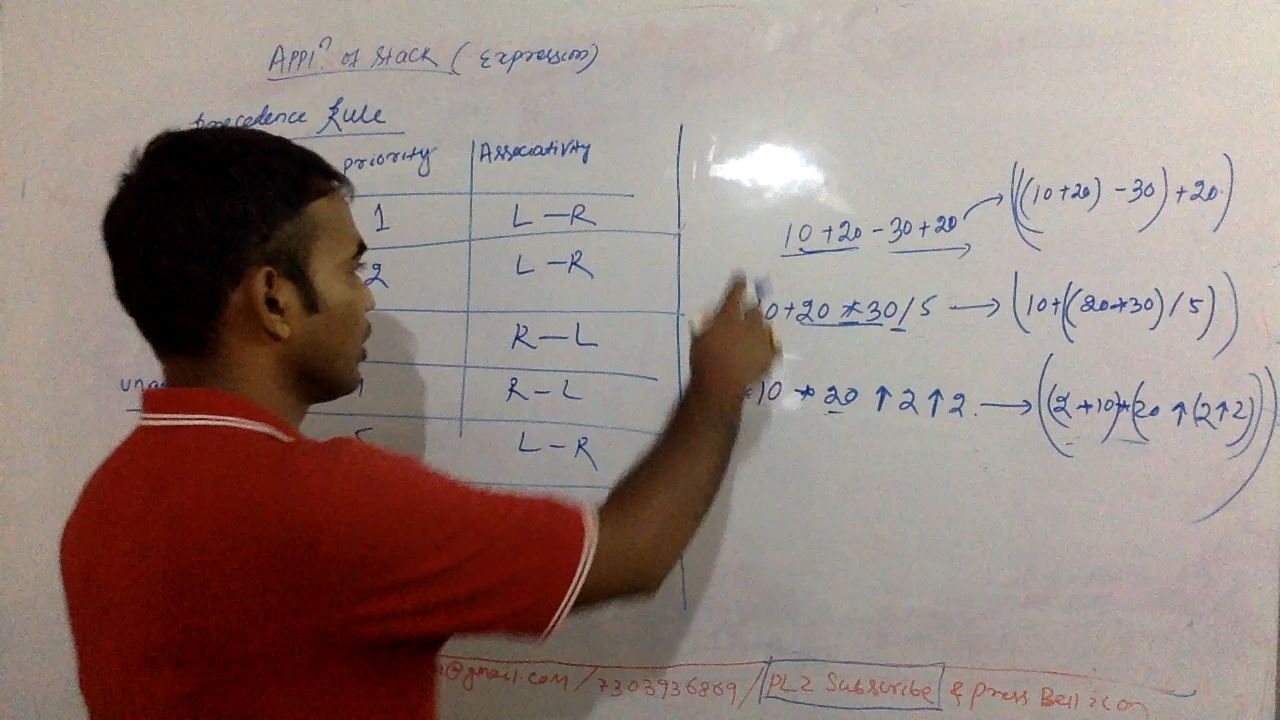 APPl? of Stack ( Expression)
Precedence Rule
priority Associativity
1 L - R
2 L - R
R - L
1 R - L
L - R
10 + 20 - 30 + 20 → (((10 + 20) - 30) + 20)
10 + 20 * 30 / 5 → (10 + ((20 * 30) / 5))
10 * 20 ↑ 2 ↑ 2. → ((2 * 10) * (20 ↑ (2 ↑ 2)))
@gmail.com / 7303936869 / PLZ Subscribe & press Bell icon